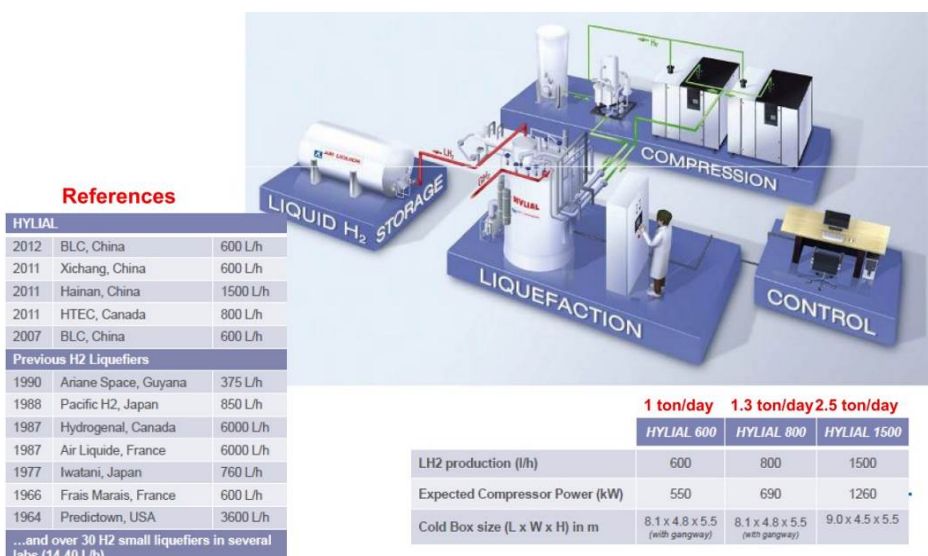 He
COMPRESSION
AIR LIQUIDE
LH2
GH2
HYLIAL
LIQUID H2 STORAGE
LIQUEFACTION
CONTROL
References
HYLIAL
2012 BLC, China 600 L/h
2011 Xichang, China 600 L/h
2011 Hainan, China 1500 L/h
2011 HTEC, Canada 800 L/h
2007 BLC, China 600 L/h
Previous H2 Liquefiers
1990 Ariane Space, Guyana 375 L/h
1988 Pacific H2, Japan 850 L/h
1987 Hydrogenal, Canada 6000 L/h
1987 Air Liquide, France 6000 L/h
1977 Iwatani, Japan 760 L/h
1966 Frais Marais, France 600 L/h
1964 Predictown, USA 3600 L/h
...and over 30 H2 small liquefiers in several
labs (14-40 L/h)
1 ton/day 1.3 ton/day 2.5 ton/day
HYLIAL 600 HYLIAL 800 HYLIAL 1500
LH2 production (l/h) 600 800 1500
Expected Compressor Power (kW) 550 690 1260
Cold Box size (L x W x H) in m 8.1 x 4.8 x 5.5 8.1 x 4.8 x 5.5 9.0 x 4.5 x 5.5
(with gangway) (with gangway)